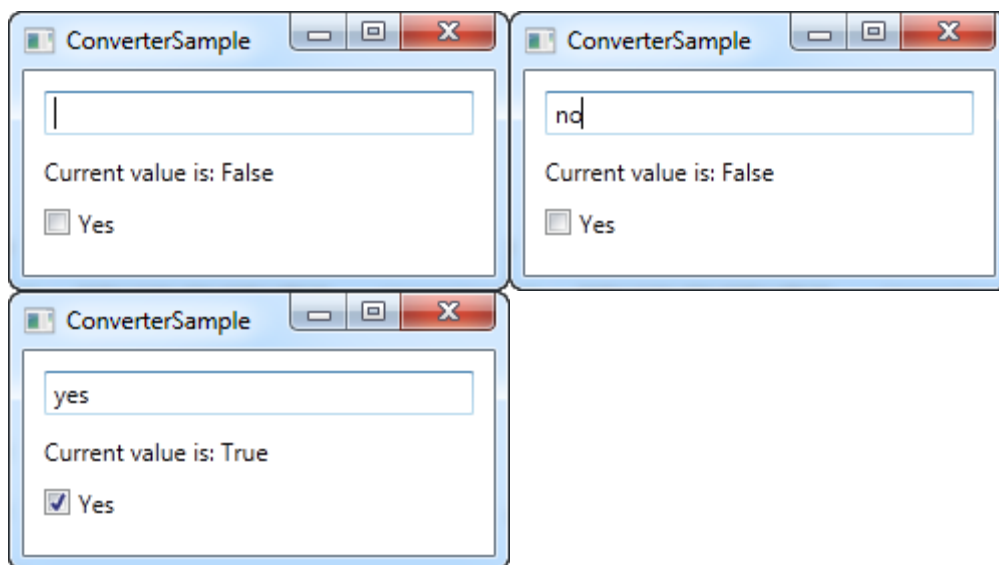 ConverterSample
Current value is: False
Yes
ConverterSample
no
Current value is: False
Yes
ConverterSample
yes
Current value is: True
Yes